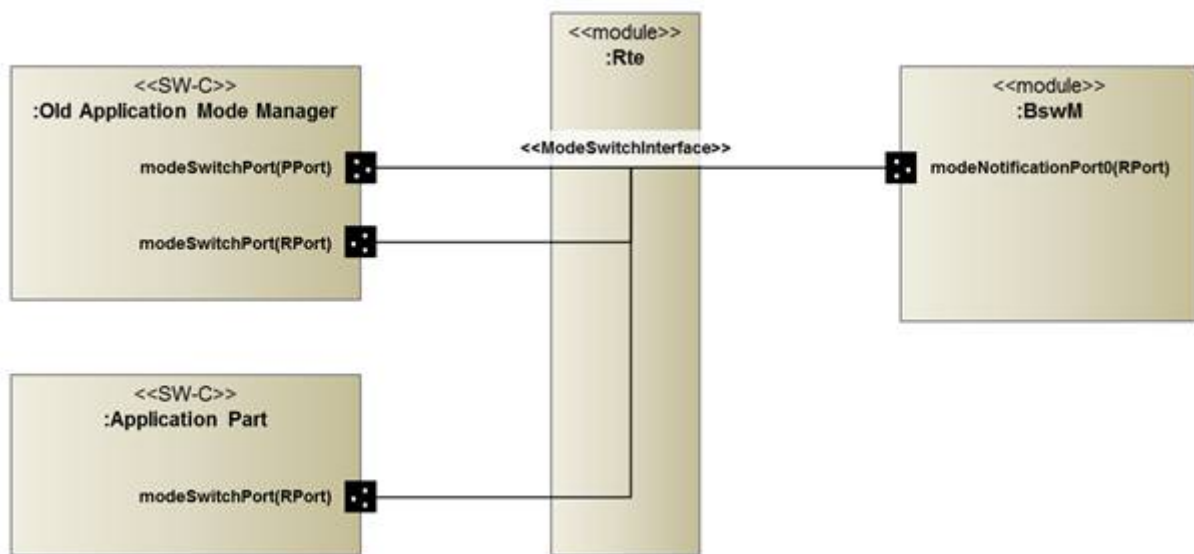 <<module>>
:Rte
<<SW-C>>
:Old Application Mode Manager
<<module>>
:BswM
<<ModeSwitchInterface>>
modeSwitchPort(PPort)
modeNotificationPort0(RPort)
modeSwitchPort(RPort)
<<SW-C>>
:Application Part
modeSwitchPort(RPort)